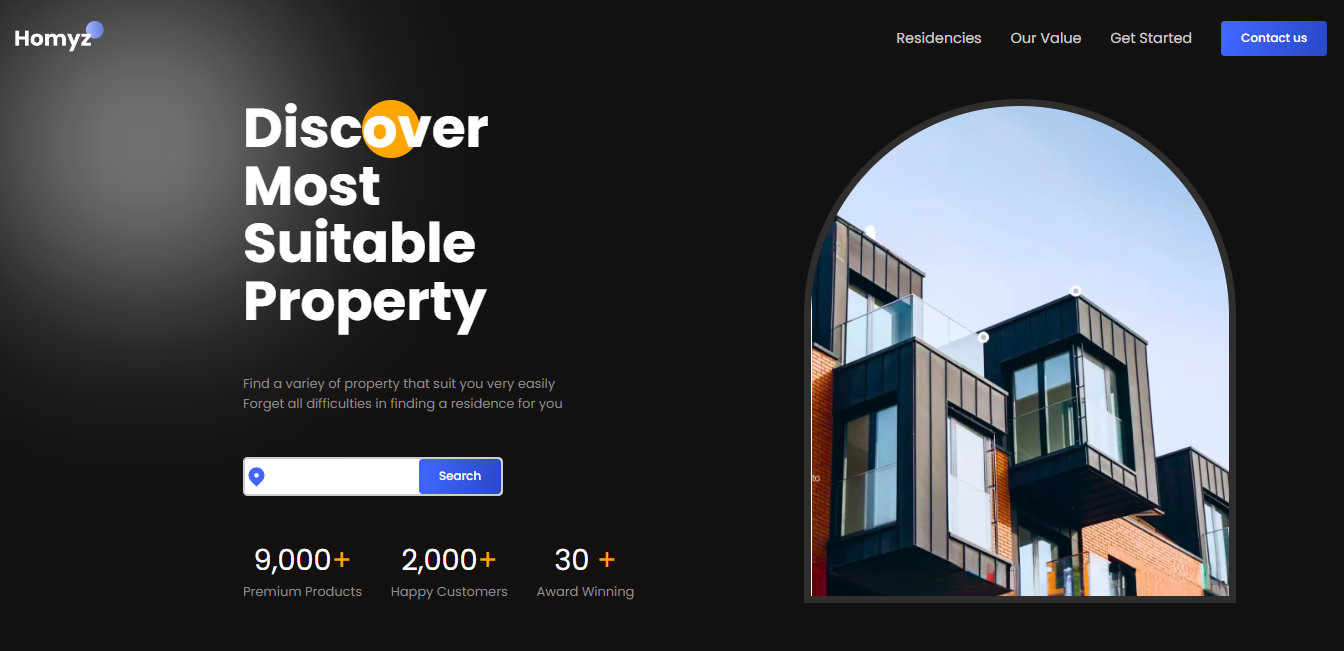 Homyz
Residencies
Our Value
Get Started
Contact us
Discover
Most
Suitable
Property
Find a variey of property that suit you very easily
Forget all difficulties in finding a residence for you
Search
9,000+
2,000+
30 +
Premium Products
Happy Customers
Award Winning
to